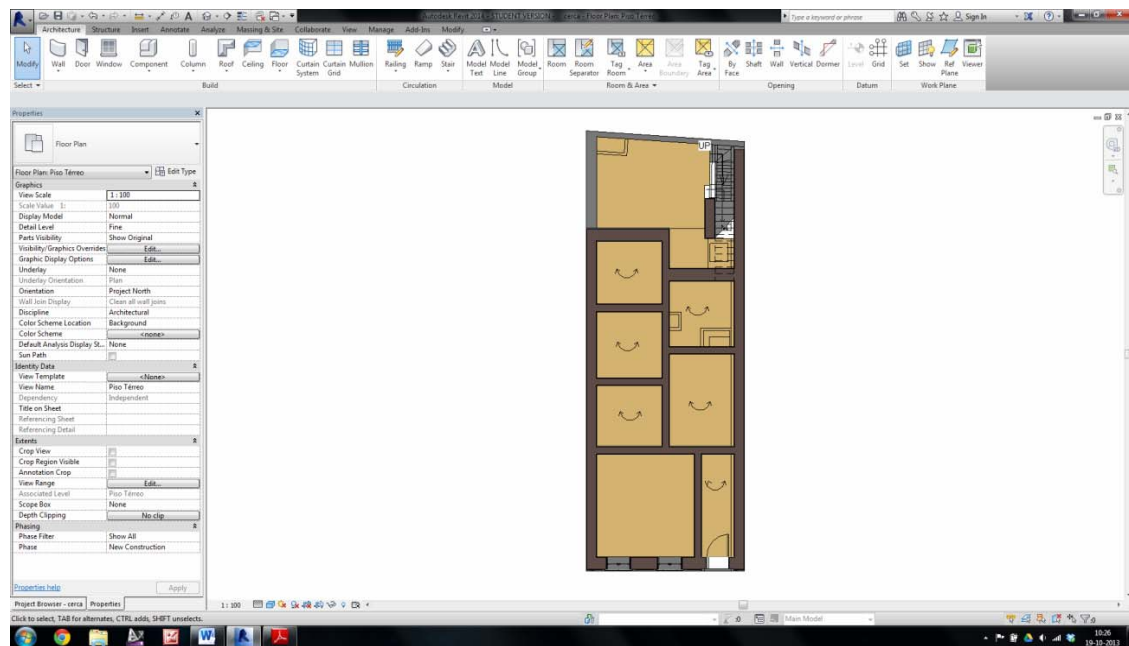 Autodesk Revit 2014 - STUDENT VERSION - cerca - Floor Plan: Piso Térreo
Type a keyword or phrase
Sign In
Architecture Structure Insert Annotate Analyze Massing & Site Collaborate View Manage Add-Ins Modify
Modify Wall Door Window Component Column Roof Ceiling Floor Curtain System Curtain Grid Mullion Railing Ramp Stair Model Text Model Line Model Group Room Room Separator Tag Room Area Area Boundary Tag Area By Face Shaft Wall Vertical Dormer Level Grid Set Show Ref Plane Viewer
Select Build Circulation Model Room & Area Opening Datum Work Plane
Properties
Floor Plan
Floor Plan: Piso Térreo Edit Type
Graphics
View Scale 1 : 100
Scale Value 1: 100
Display Model Normal
Detail Level Fine
Parts Visibility Show Original
Visibility/Graphics Overrides Edit...
Graphic Display Options Edit...
Underlay None
Underlay Orientation Plan
Orientation Project North
Wall Join Display Clean all wall joins
Discipline Architectural
Color Scheme Location Background
Color Scheme <none>
Default Analysis Display St... None
Sun Path
Identity Data
View Template <None>
View Name Piso Térreo
Dependency Independent
Title on Sheet
Referencing Sheet
Referencing Detail
Extents
Crop View
Crop Region Visible
Annotation Crop
View Range Edit...
Associated Level Piso Térreo
Scope Box None
Depth Clipping No clip
Phasing
Phase Filter Show All
Phase New Construction
Properties help Apply
Project Browser - cerca Properties
UP
1 : 100
Click to select, TAB for alternates, CTRL adds, SHIFT unselects.
:0 Main Model :0
10:26
19-10-2013